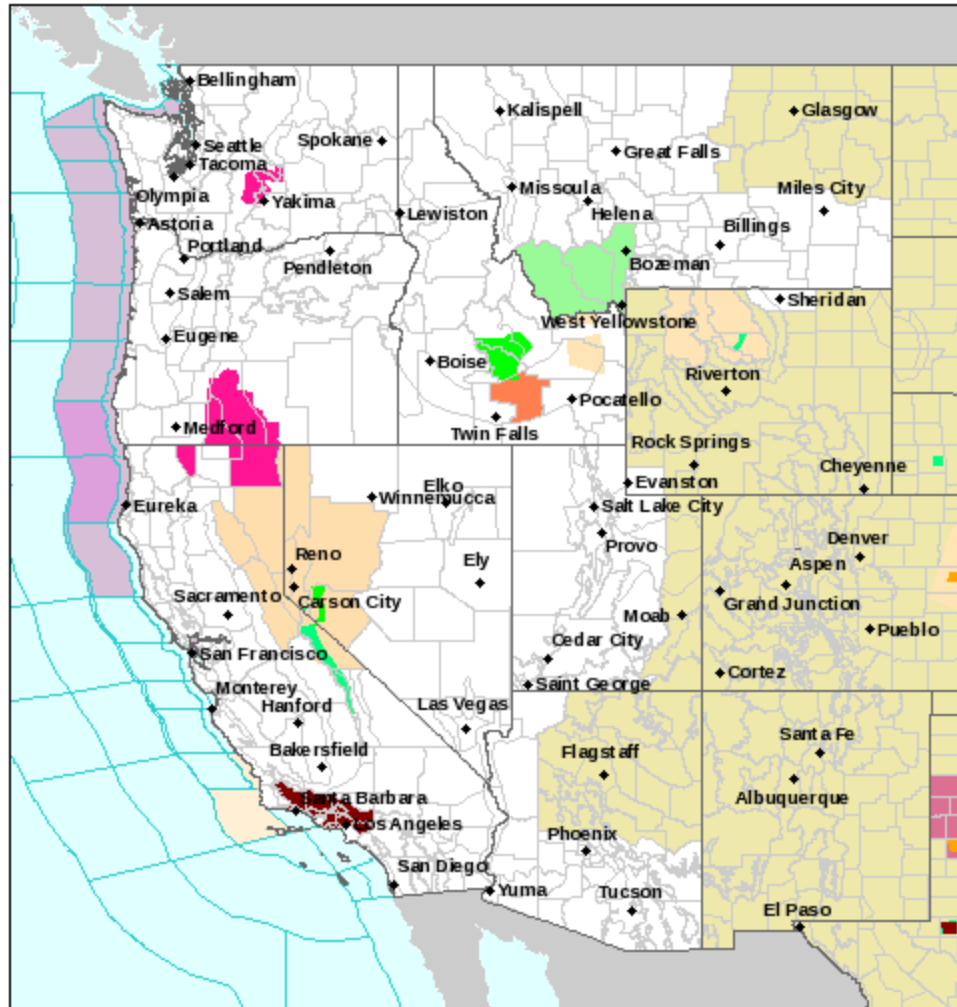 Bellingham
Kalispell
Glasgow
Seattle
Spokane
Great Falls
Tacoma
Missoula
Miles City
Olympia
Yakima
Lewiston
Helena
Astoria
Billings
Portland
Pendleton
Bozeman
Salem
Sheridan
West Yellowstone
Eugene
Boise
Riverton
Pocatello
Medford
Twin Falls
Rock Springs
Cheyenne
Elko
Evanston
Winnemucca
Eureka
Salt Lake City
Denver
Provo
Reno
Ely
Aspen
Sacramento
Carson City
Grand Junction
Moab
Pueblo
Cedar City
San Francisco
Cortez
Saint George
Monterey
Las Vegas
Hanford
Santa Fe
Bakersfield
Flagstaff
Albuquerque
Santa Barbara
Los Angeles
Phoenix
San Diego
Yuma
Tucson
El Paso